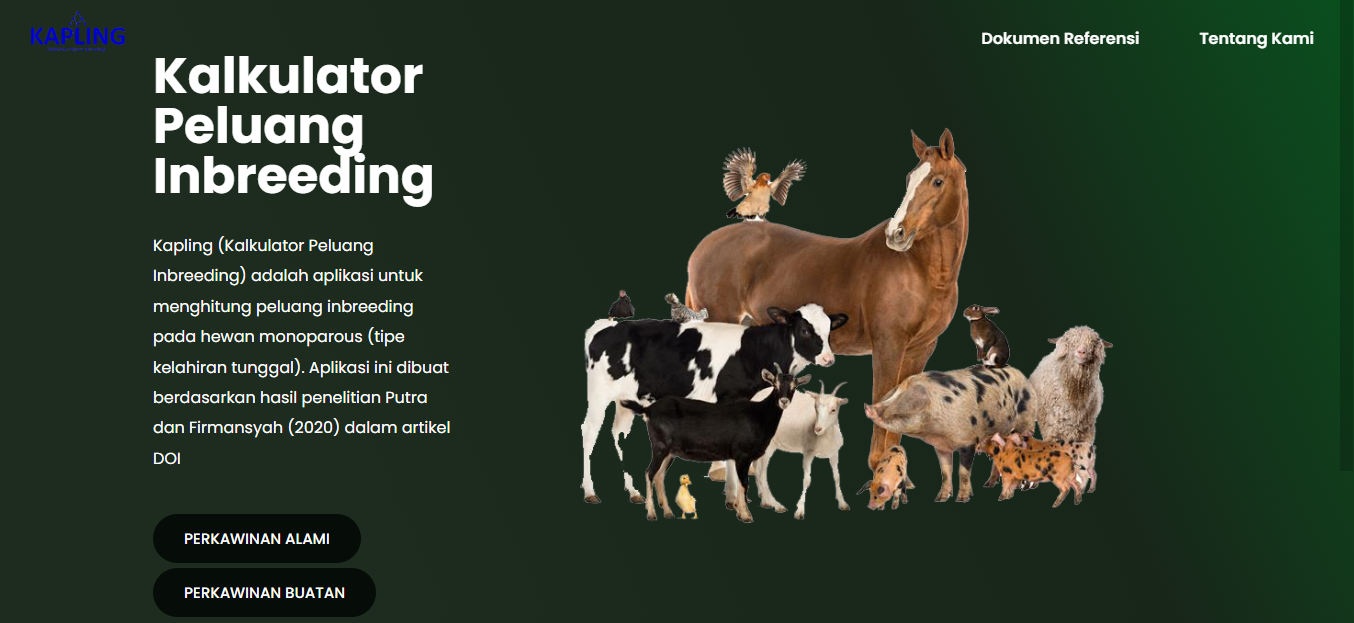 KAPLING
Dokumen Referensi
Tentang Kami
Kalkulator
Peluang
Inbreeding
Kapling (Kalkulator Peluang
Inbreeding) adalah aplikasi untuk
menghitung peluang inbreeding
pada hewan monoparous (tipe
kelahiran tunggal). Aplikasi ini dibuat
berdasarkan hasil penelitian Putra
dan Firmansyah (2020) dalam artikel
DOI
PERKAWINAN ALAMI
PERKAWINAN BUATAN